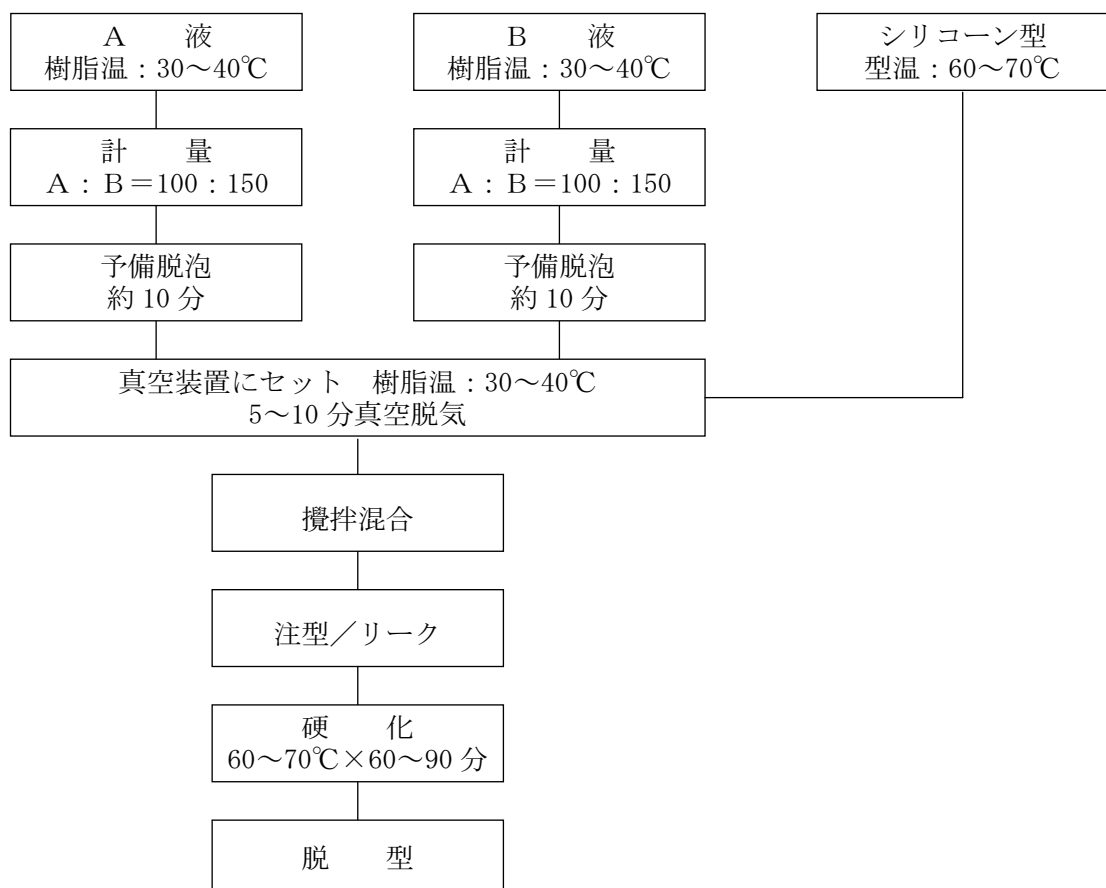 A　液
樹脂温：30～40℃
B　液
樹脂温：30～40℃
シリコーン型
型温：60～70℃
計　量
A：B＝100：150
計　量
A：B＝100：150
予備脱泡
約10分
予備脱泡
約10分
真空装置にセット　樹脂温：30～40℃
5～10分真空脱気
攪拌混合
注型／リーク
硬　化
60～70℃×60～90分
脱　型